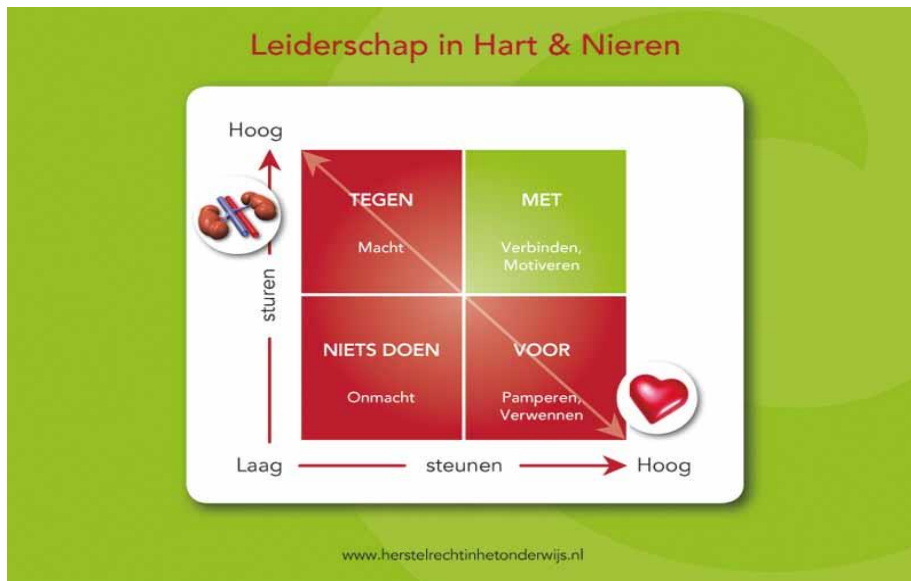 Leiderschap in Hart & Nieren
Hoog
TEGEN
Macht
MET
Verbinden,
Motiveren
sturen
NIETS DOEN
Onmacht
VOOR
Pamperen,
Verwennen
Laag
steunen
Hoog
www.herstelrechtinhetonderwijs.nl